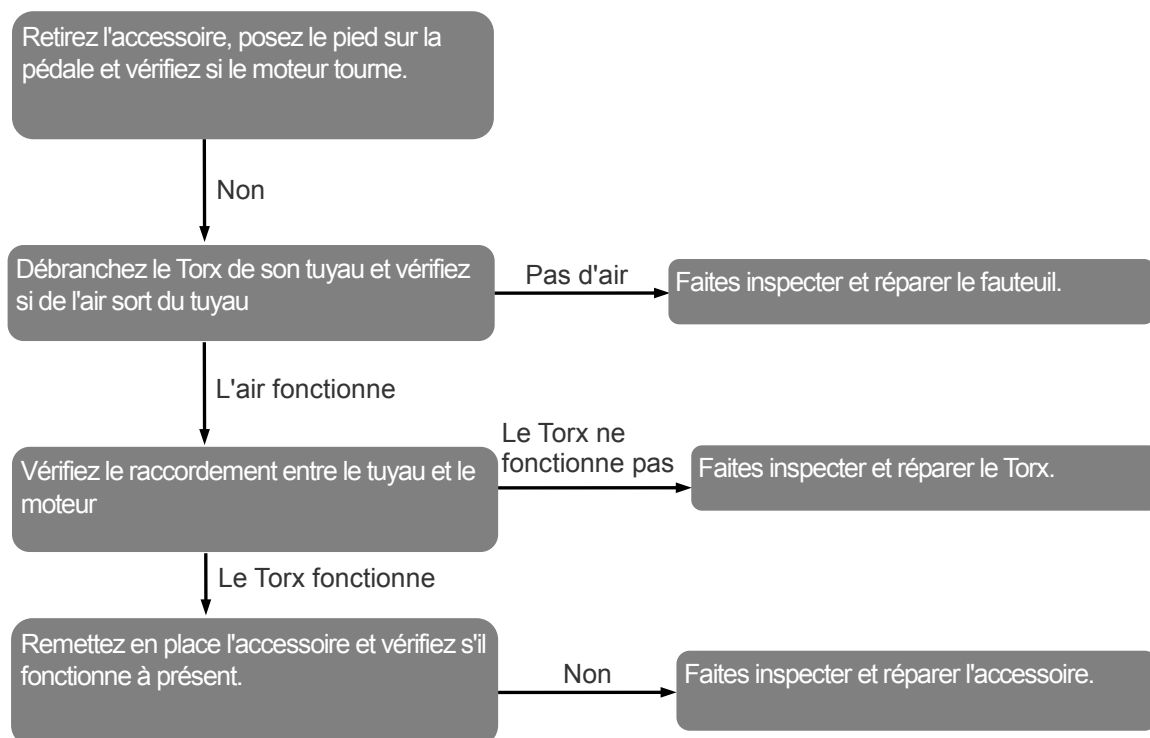 Retirez l'accessoire, posez le pied sur la
pédale et vérifiez si le moteur tourne.
Non
Débranchez le Torx de son tuyau et vérifiez
si de l'air sort du tuyau
Pas d'air
Faites inspecter et réparer le fauteuil.
L'air fonctionne
Vérifiez le raccordement entre le tuyau et le
moteur
Le Torx ne
fonctionne pas
Faites inspecter et réparer le Torx.
Le Torx fonctionne
Remettez en place l'accessoire et vérifiez s'il
fonctionne à présent.
Non
Faites inspecter et réparer l'accessoire.